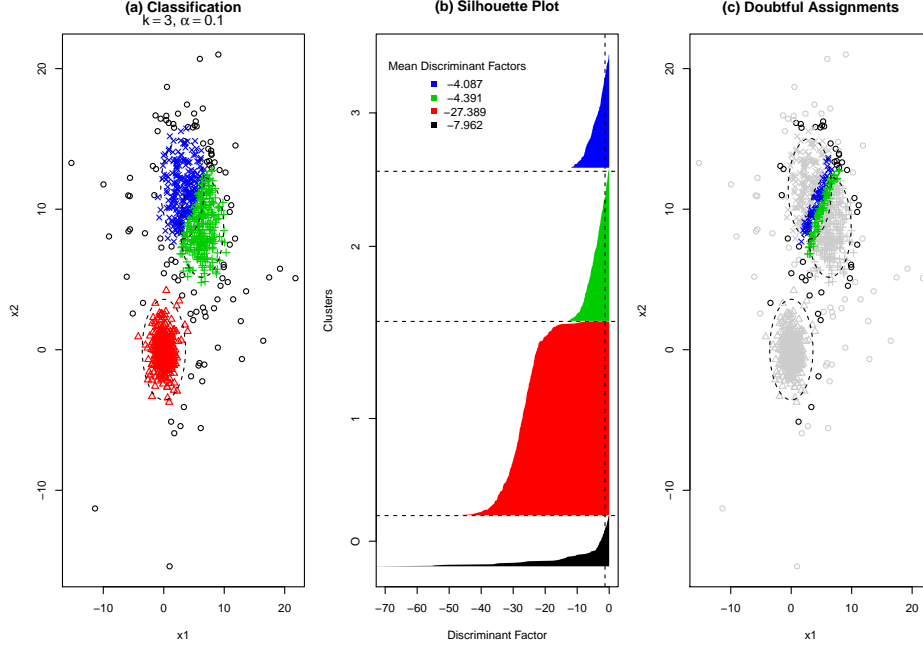 (a) Classification
k = 3, α = 0.1
x2
20
10
0
−10
−10
0
10
20
x1
(b) Silhouette Plot
Mean Discriminant Factors
−4.087
−4.391
−27.389
−7.962
Clusters
3
2
1
O
−70
−60
−50
−40
−30
−20
−10
0
Discriminant Factor
(c) Doubtful Assignments
x2
20
10
0
−10
−10
0
10
20
x1